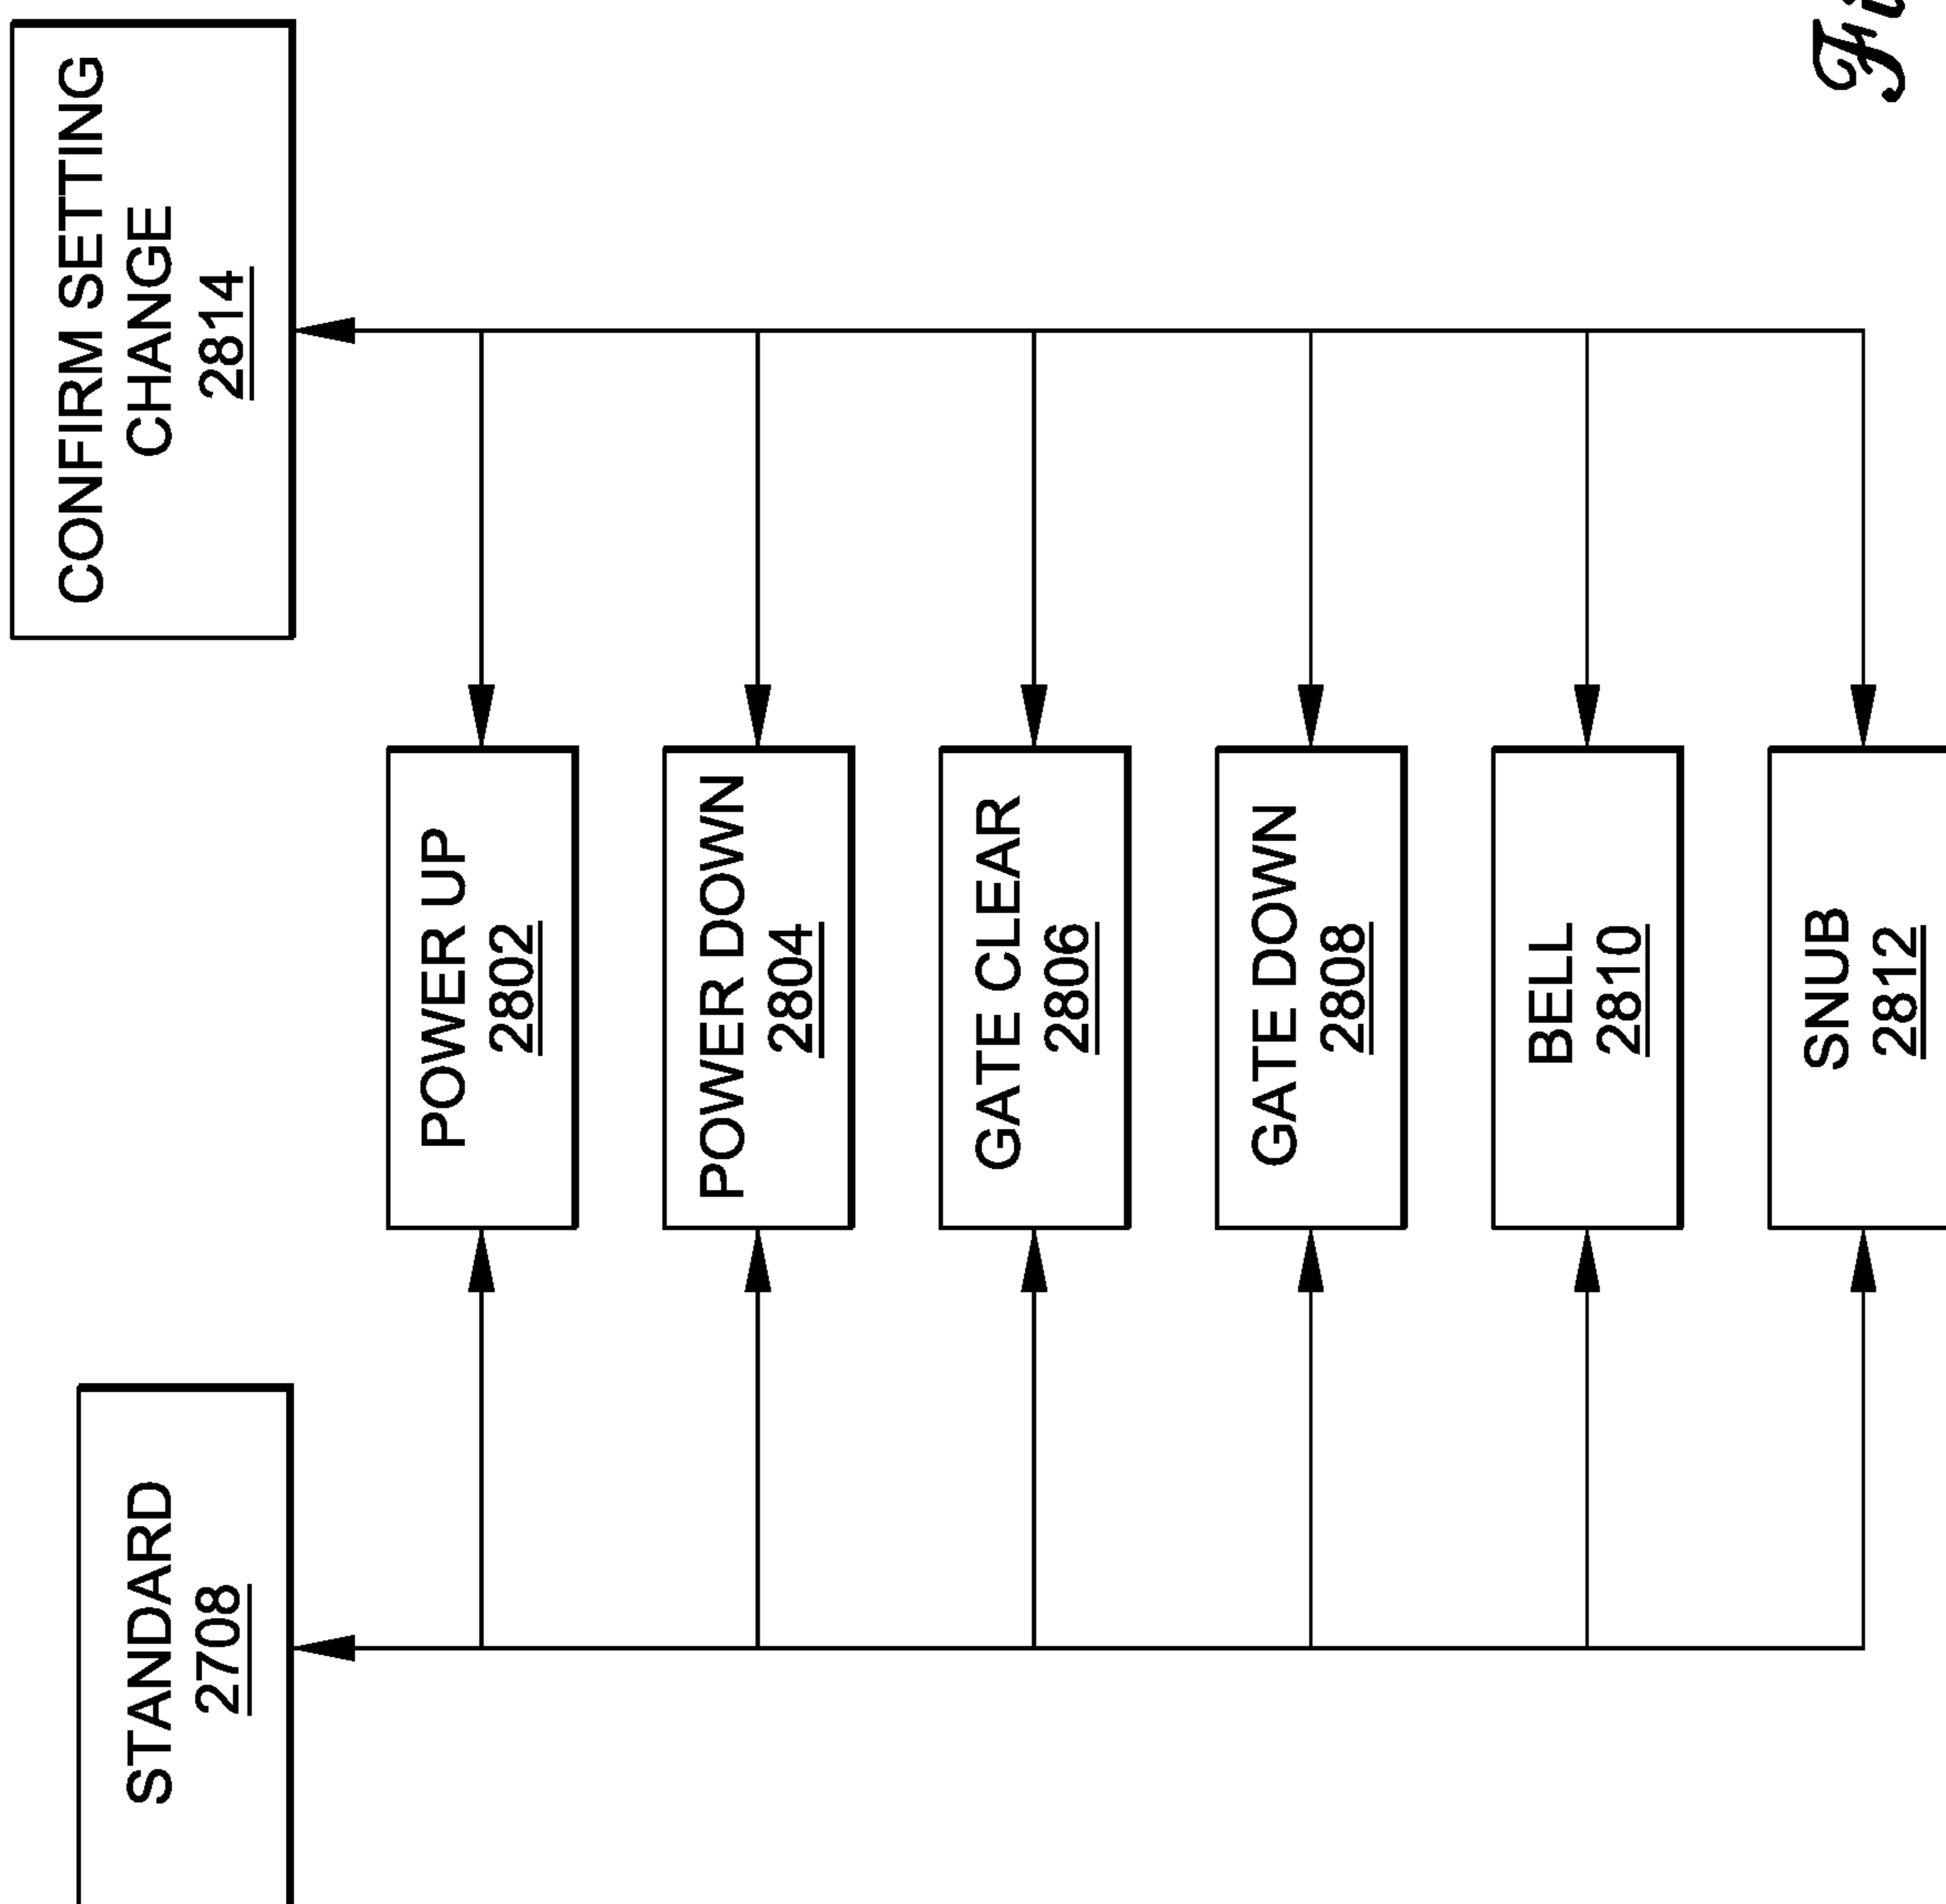 STANDARD
2708
CONFIRM SETTING
CHANGE
2814
POWER UP
2802
POWER DOWN
2804
GATE CLEAR
2806
GATE DOWN
2808
BELL
2810
SNUB
2812